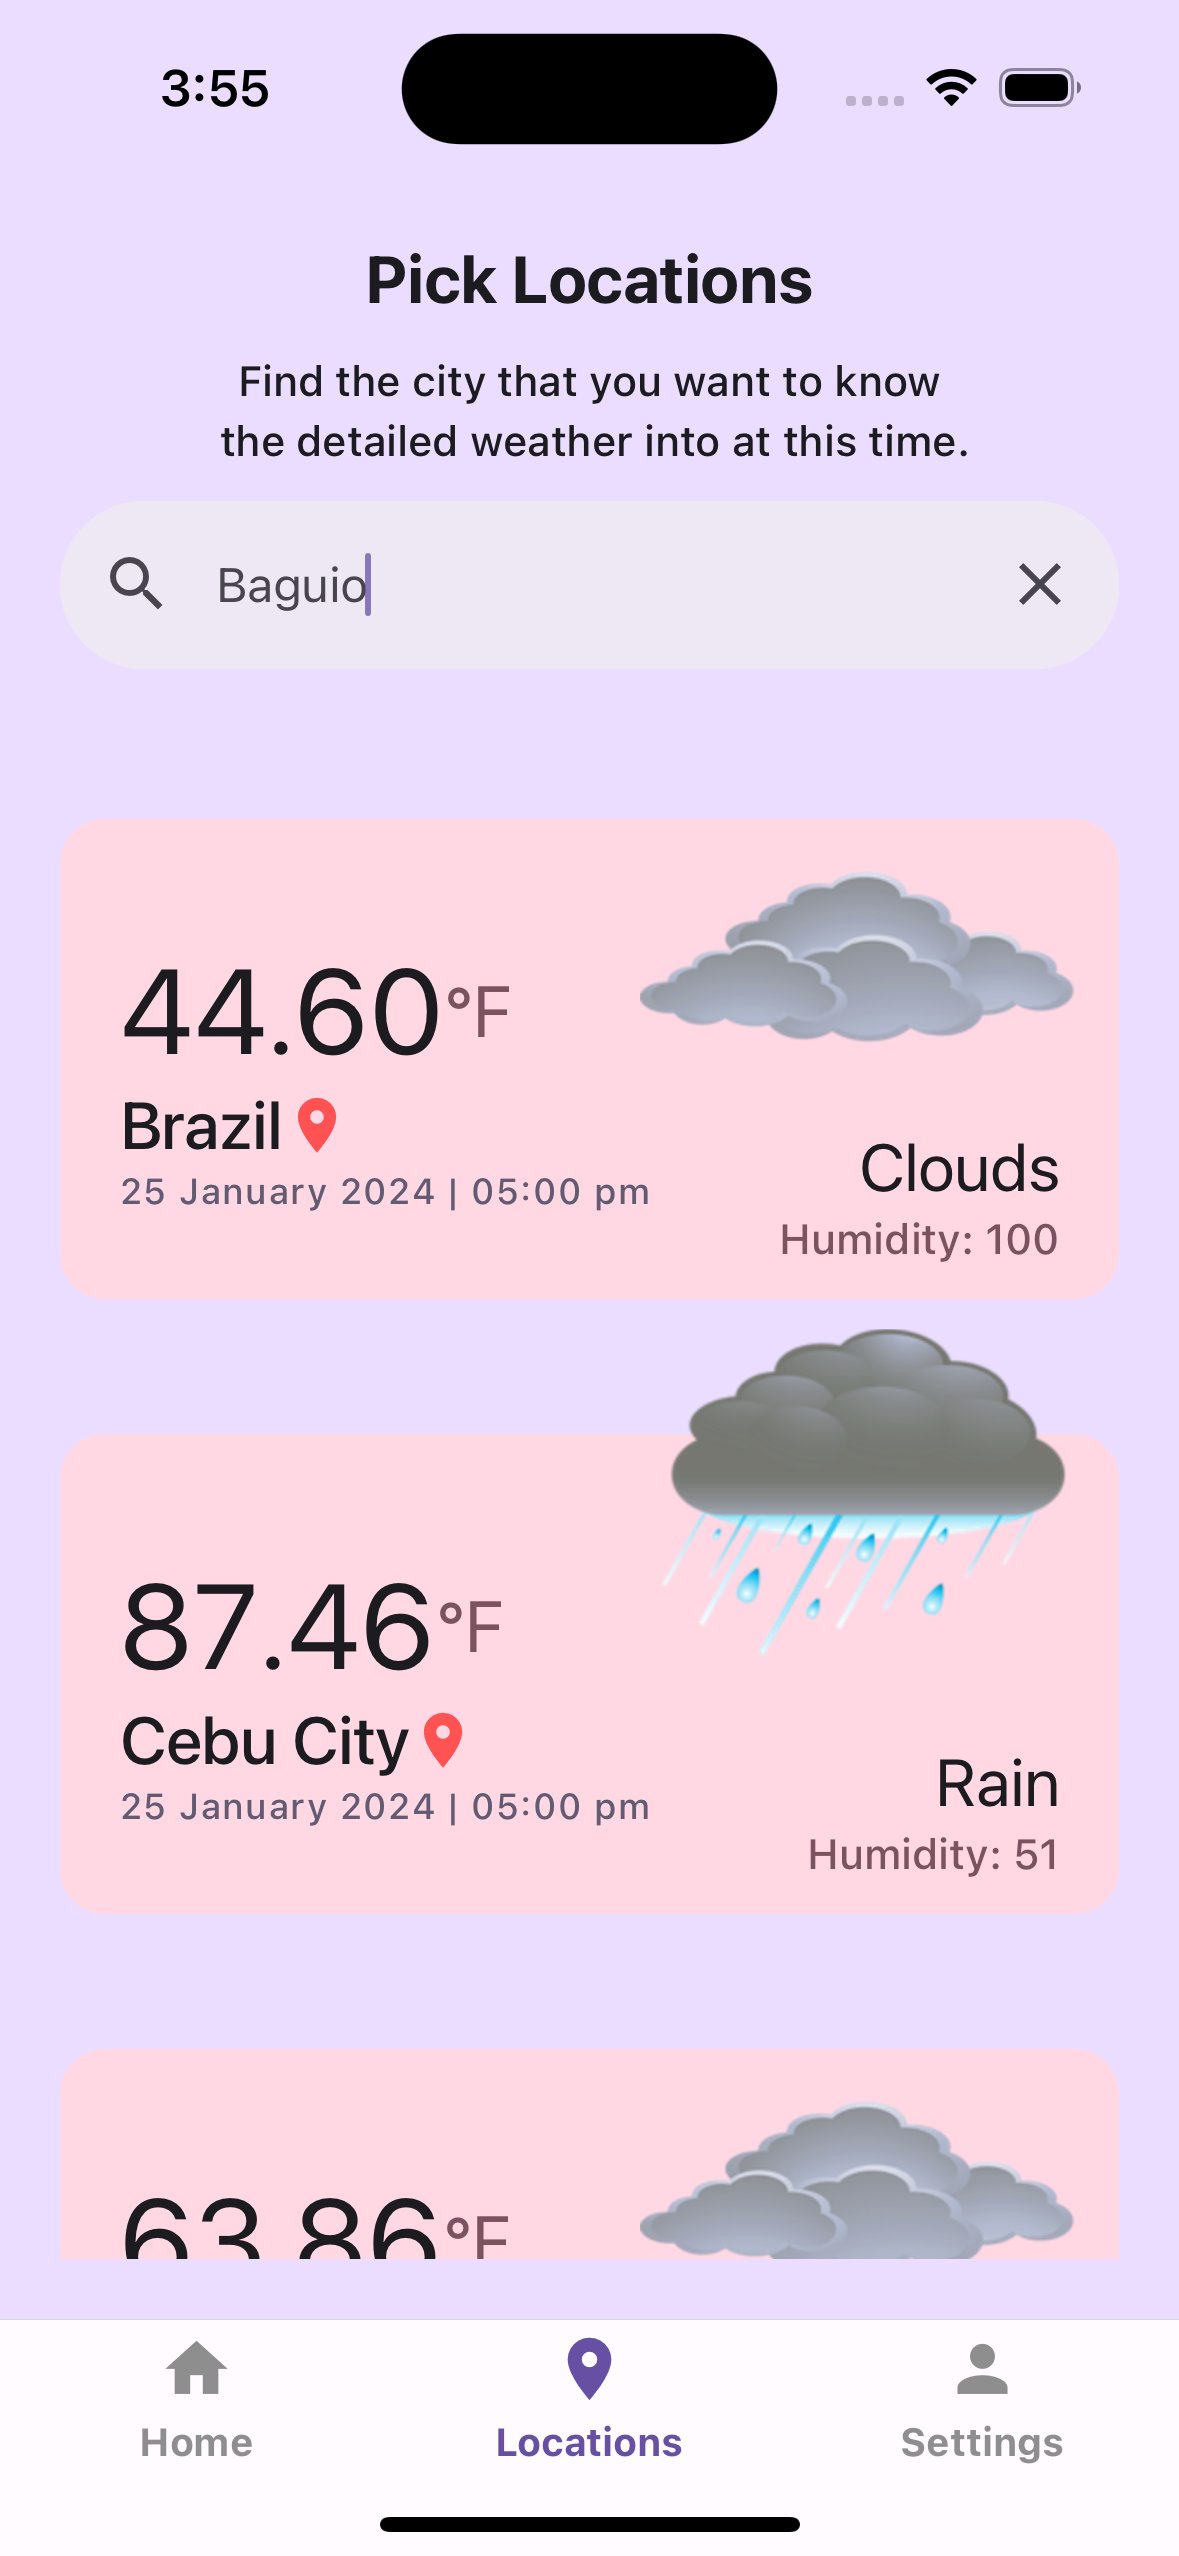 3:55
Pick Locations
Find the city that you want to know
the detailed weather into at this time.
Baguio
44.60°F
Brazil
25 January 2024 | 05:00 pm
Clouds
Humidity: 100
87.46°F
Cebu City
25 January 2024 | 05:00 pm
Rain
Humidity: 51
63.86°F
Home
Locations
Settings